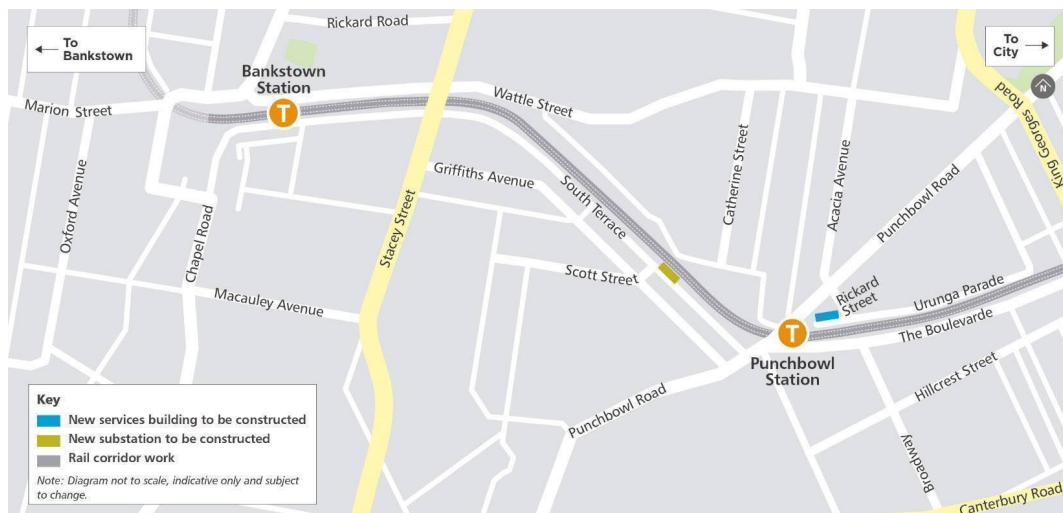 Rickard Road
To
Bankstown
To
City
N
Bankstown
Station
T
Marion Street
Wattle Street
King Georges Road
Griffiths Avenue
South Terrace
Catherine Street
Acacia Avenue
Punchbowl Road
Oxford Avenue
Chapel Road
Stacey Street
Scott Street
Macauley Avenue
Rickard
Street
Urunga Parade
The Boulevarde
T
Punchbowl
Station
Hillcrest Street
Punchbowl Road
Broadway
Canterbury Road
Key
New services building to be constructed
New substation to be constructed
Rail corridor work
Note: Diagram not to scale, indicative only and subject
to change.